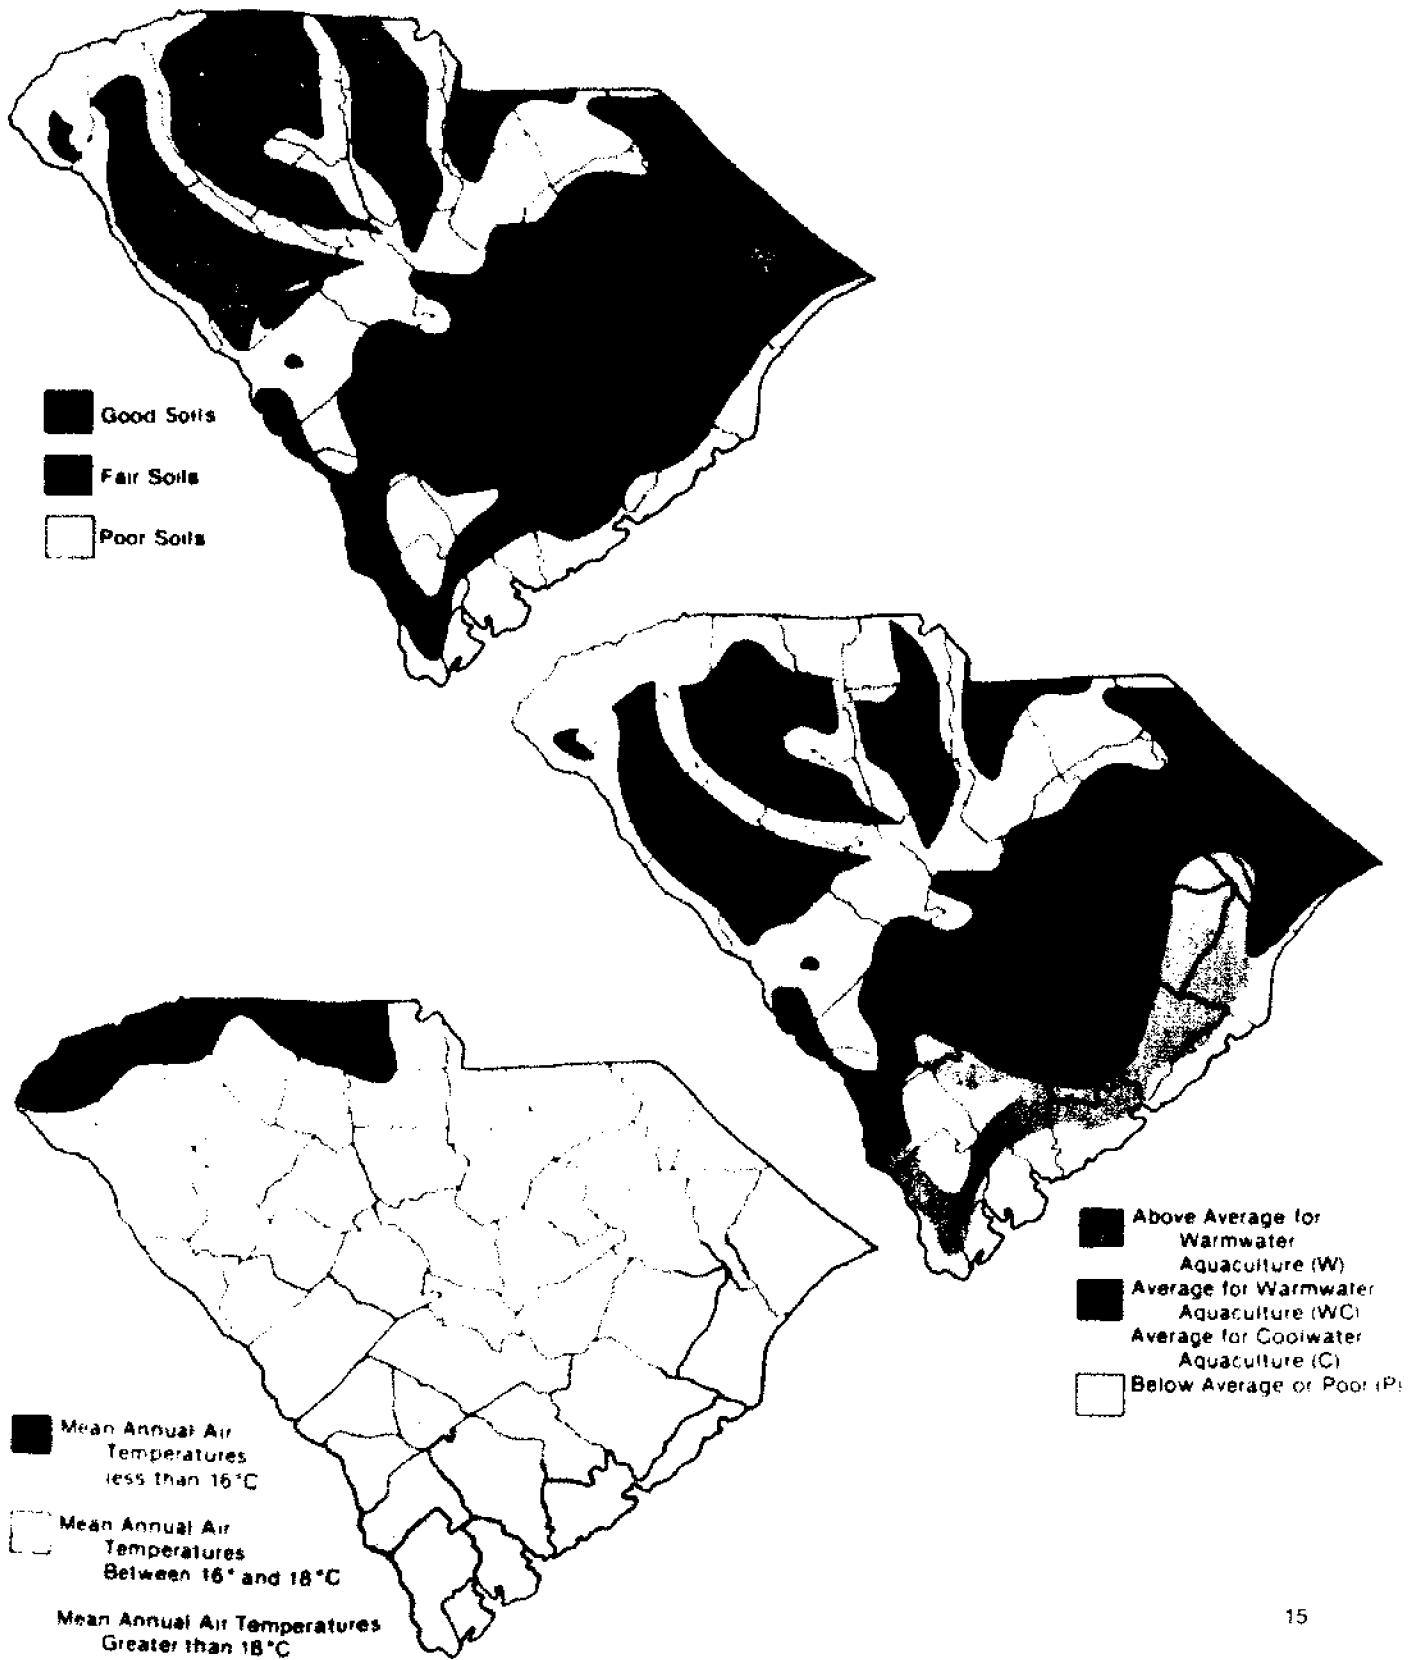 Good Soils
Fair Soils
Poor Soils
Above Average for
Warmwater
Aquaculture (W)
Average for Warmwater
Aquaculture (WC)
Average for Coolwater
Aquaculture (C)
Below Average or Poor (P)
Mean Annual Air
Temperatures
less than 16°C
Mean Annual Air
Temperatures
Between 16° and 18°C
Mean Annual Air Temperatures
Greater than 18°C
15